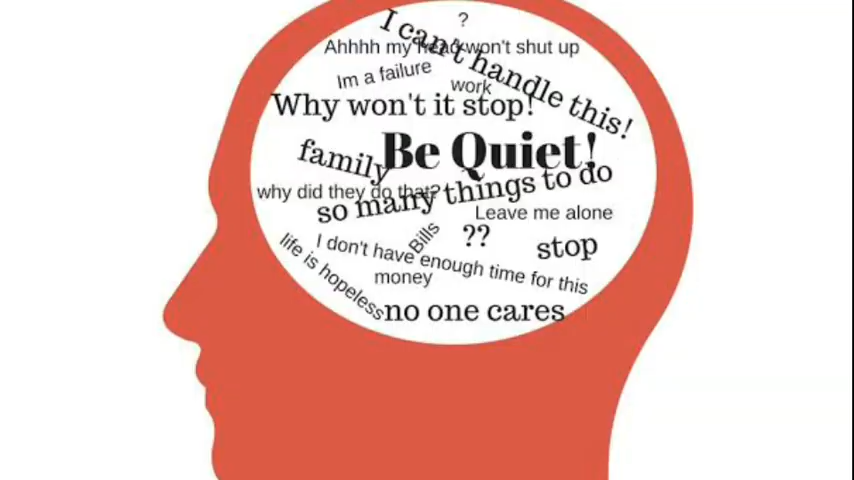 ?
I can't handle this!
Ahhhh my head won't shut up
Im a failure
work
Why won't it stop!
Be Quiet!
family
so many things to do
why did they do that?
Leave me alone
Bills
??
stop
I don't have enough time for this
life is hopeless
money
no one cares